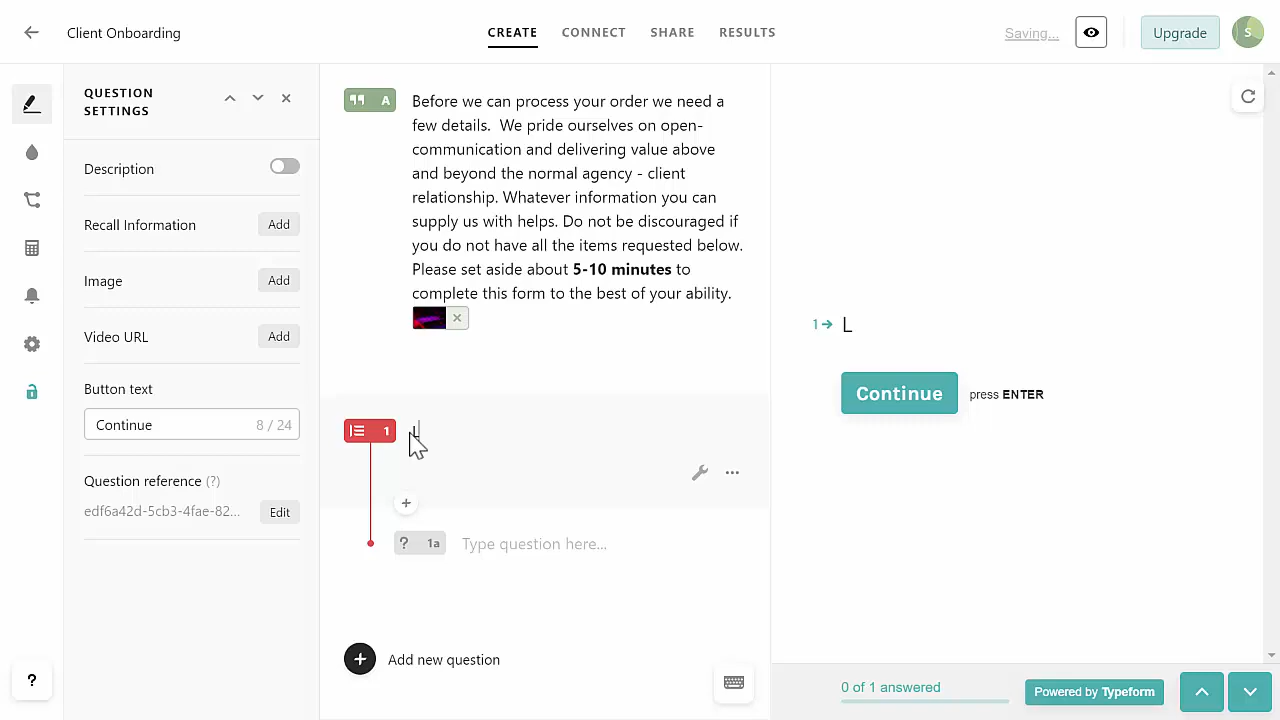 Client Onboarding
CREATE
CONNECT
SHARE
RESULTS
Saving...
Upgrade
S
QUESTION
SETTINGS
Description
Recall Information
Add
Image
Add
Video URL
Add
Button text
Continue
8 / 24
Question reference (?)
edf6a42d-5cb3-4fae-82...
Edit
?
A
Before we can process your order we need a
few details. We pride ourselves on open-
communication and delivering value above
and beyond the normal agency - client
relationship. Whatever information you can
supply us with helps. Do not be discouraged if
you do not have all the items requested below.
Please set aside about 5-10 minutes to
complete this form to the best of your ability.
1
L
? 1a
Type question here...
Add new question
1
L
Continue
press ENTER
0 of 1 answered
Powered by Typeform